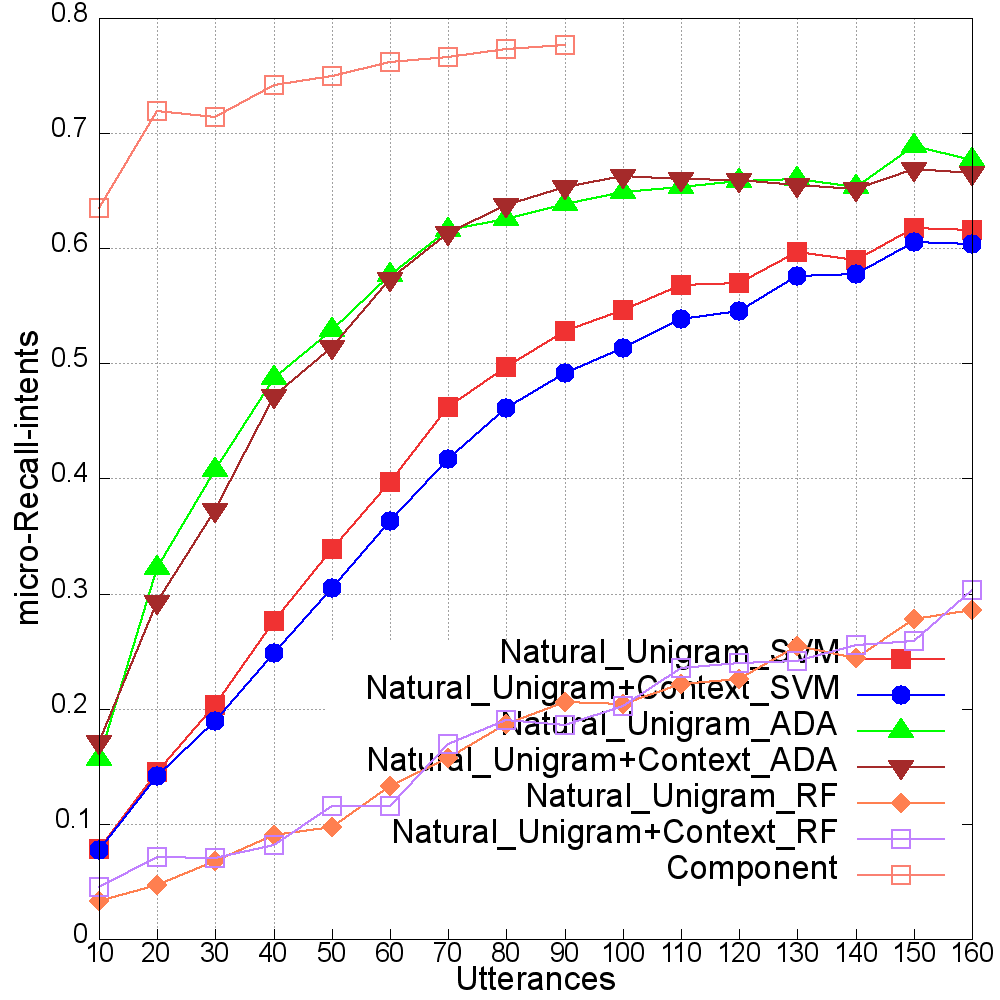 0.8
0.7
0.6
0.5
0.4
0.3
0.2
0.1
0
micro-Recall-intents
Natural_Unigram_SVM
Natural_Unigram+Context_SVM
Natural_Unigram_ADA
Natural_Unigram+Context_ADA
Natural_Unigram_RF
Natural_Unigram+Context_RF
Component
10 20 30 40 50 60 70 80 90 100 110 120 130 140 150 160
Utterances